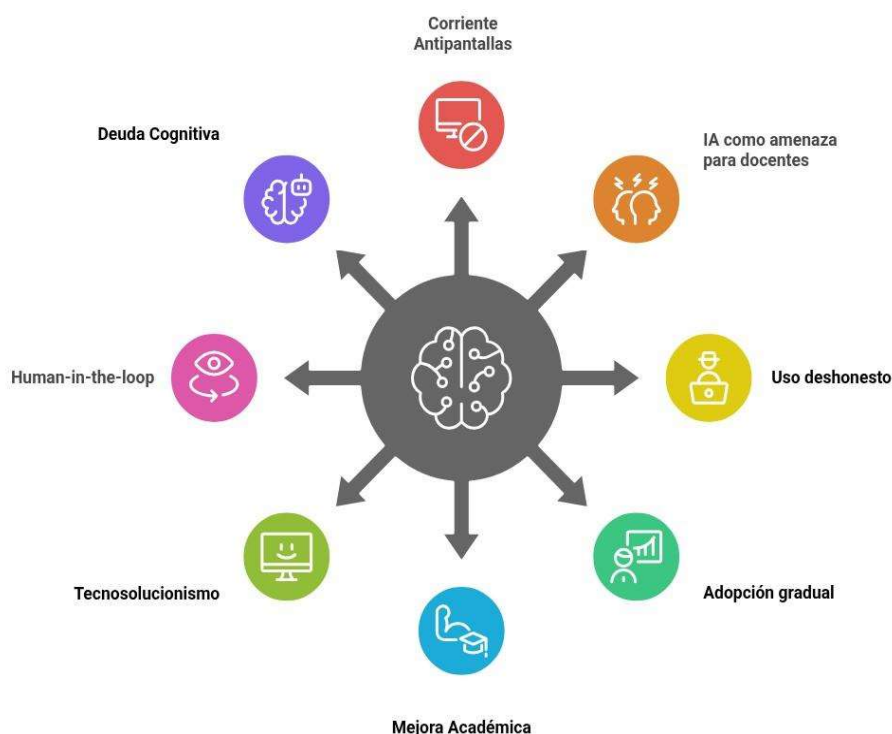 Corriente
Antipantallas
Deuda Cognitiva
IA como amenaza
para docentes
Human-in-the-loop
Uso deshonesto
Tecnosolucionismo
Adopción gradual
Mejora Académica